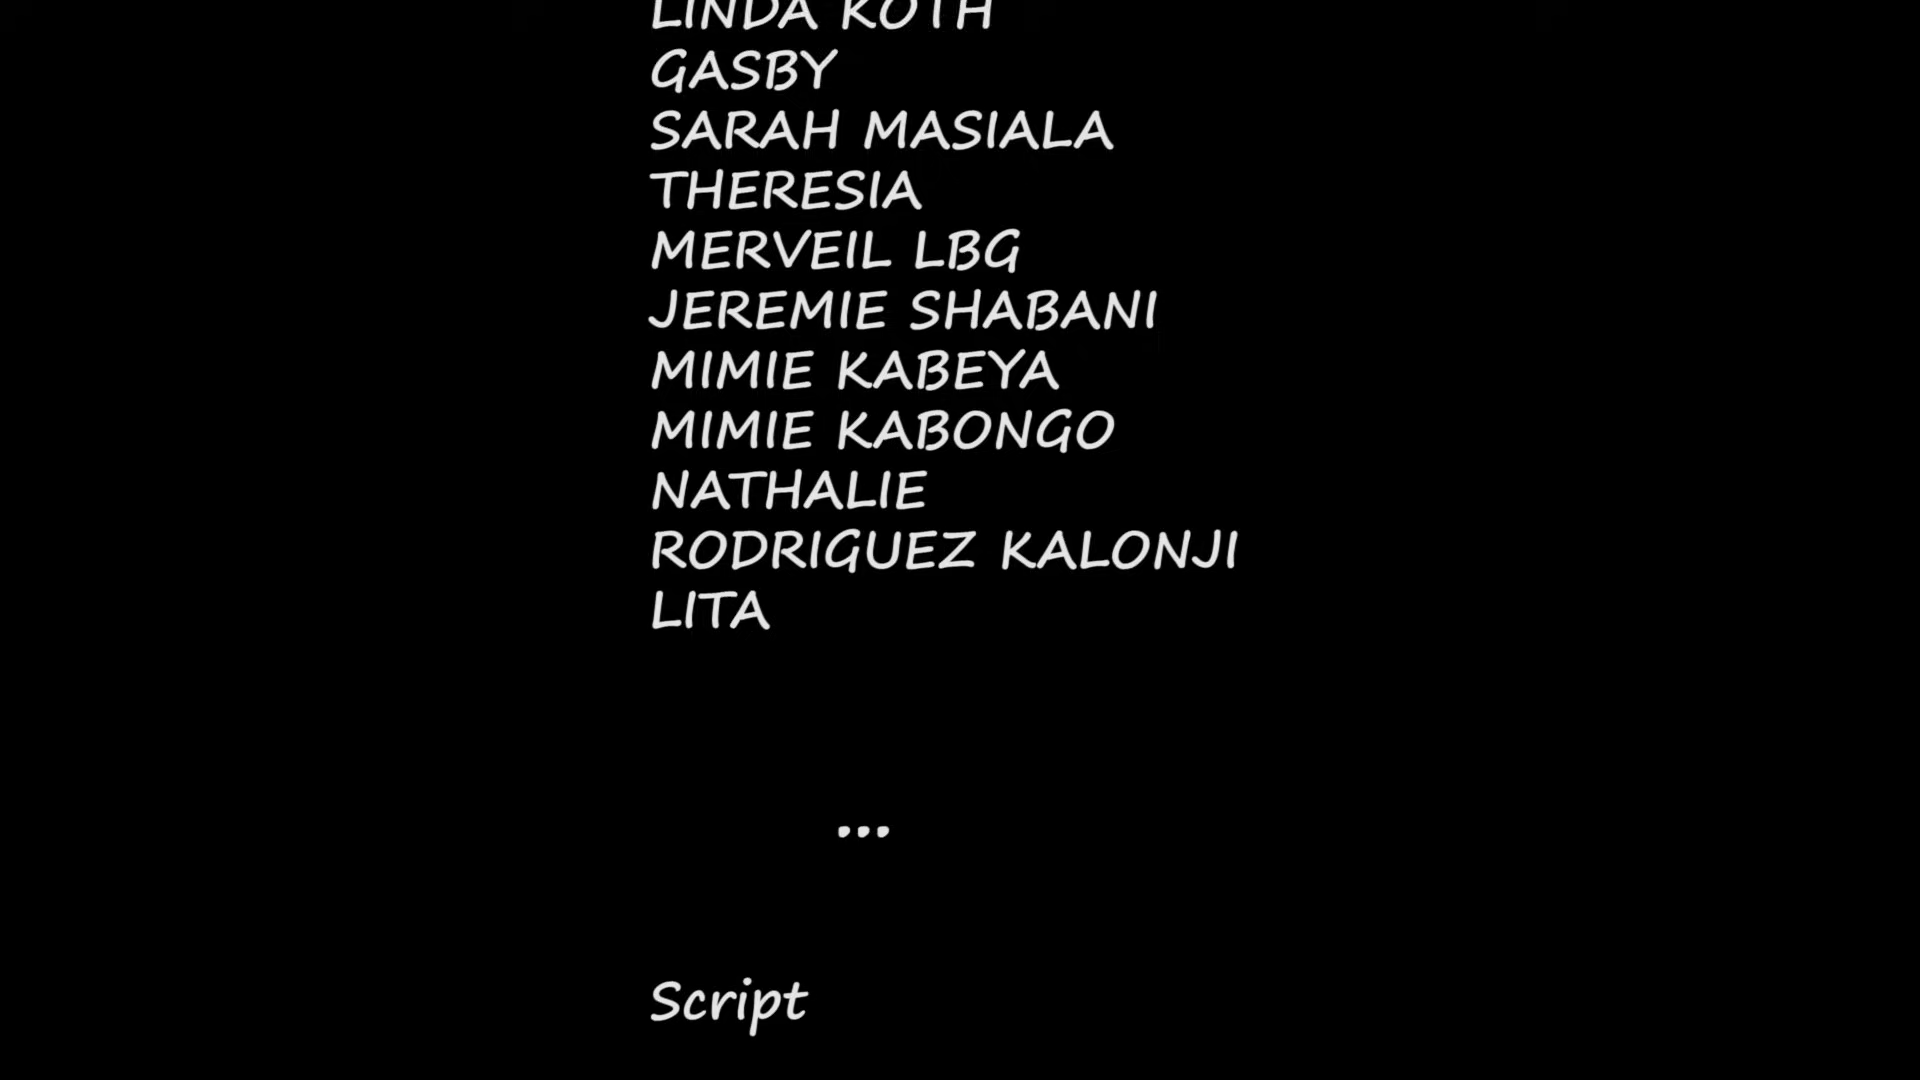 LINDA KOTH
GASBY
SARAH MASIALA
THERESIA
MERVEIL LBG
JEREMIE SHABANI
MIMIE KABEYA
MIMIE KABONGO
NATHALIE
RODRIGUEZ KALONJI
LITA
...
Script